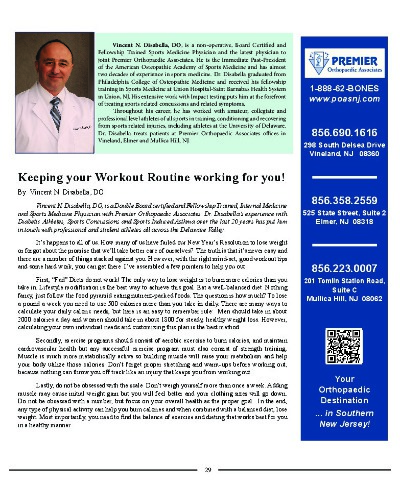 Vincent N. Disabella, DO, is a non-operative, Board Certified and
Fellowship Trained Sports Medicine Physician and the latest physician to
joint Premier Orthopaedic Associates. He is the Immediate Past-President
of the American Osteopathic Academy of Sports Medicine and has almost
two decades of experience in sports medicine. Dr. Disabella graduated from
Philadelphia College of Osteopathic Medicine and received his fellowship
training in Sports Medicine at Union Hospital-Saint Barnabas Health System
in Union, NJ. His extensive work with Impact testing puts him at the forefront
of treating sports related concussions and related symptoms.
Throughout his career he has worked with amateur, collegiate and
professional level athletes of all sports in training, conditioning and recovering
from sports related injuries, including athletes at the University of Delaware.
Dr. Disabella treats patients at Premier Orthopaedic Associates offices in
Vineland, Elmer and Mullica Hill, NJ.
Keeping your Workout Routine working for you!
By: Vincent N. Disabella, DO
Vincent N. Disabella, DO, is a Double Board certified and Fellowship Trained, Internal Medicine
and Sports Medicine Physician with Premier Orthopaedic Associates. Dr. Disabella's experience with
Diabetic Athletes, Sports Concussions and Sports Induced Asthma over the last 20 years has put him
in touch with professional and student athletes all across the Delaware Valley.
It happens to all of us. How many of us have failed our New Year's Resolution to lose weight
or forgot about the promise that we'll take better care of ourselves? The truth is that it's never easy and
there are a number of things stacked against you. However, with the right mind-set, good workout tips
and some hard work, you can get there. I've assembled a few pointers to help you out.
First, "Fad" Diets do not work! The only way to lose weight is to burn more calories than you
take in. Lifestyle modification is the best way to achieve this goal. Eat a well-balanced diet. Nothing
fancy, just follow the food pyramid eating nutrient-packed foods. The question is how much? To lose
a pound a week you need to use 500 calories more than you take in daily. There are many ways to
calculate your daily caloric needs, but here is an easy to remember rule: Men should take in about
2000 calories a day and women should take in about 1800 for steady, healthy weight loss. However,
calculating your own individual needs and customizing this plan is the best method.
Secondly, exercise programs should consist of aerobic exercise to burn calories, and maintain
cardiovascular health but any successful exercise program must also consist of strength training.
Muscle is much more metabolically active so building muscle will raise your metabolism and help
your body utilize those calories. Don't forget proper stretching and warm-ups before working out,
because nothing can throw you off track like an injury that keeps you from working out.
Lastly, do not be obsessed with the scale. Don't weigh yourself more than once a week. Adding
muscle may cause initial weight gain but you will feel better and your clothing sizes will go down.
Do not be obsessed with a number, but focus on your overall health as the proper goal. In the end,
any type of physical activity can help you burn calories and when combined with a balanced diet, lose
weight. Most importantly, you need to find the balance of exercise and dieting that works best for you
in a healthy manner.
PREMIER
Orthopaedic Associates
1-888-62-BONES
www.poasnj.com
856.690.1616
298 South Delsea Drive
Vineland, NJ 08360
856.358.2559
525 State Street, Suite 2
Elmer, NJ 08318
856.223.0007
201 Tomlin Station Road,
Suite C
Mullica Hill, NJ 08062
Your
Orthopaedic
Destination
... in Southern
New Jersey!
29